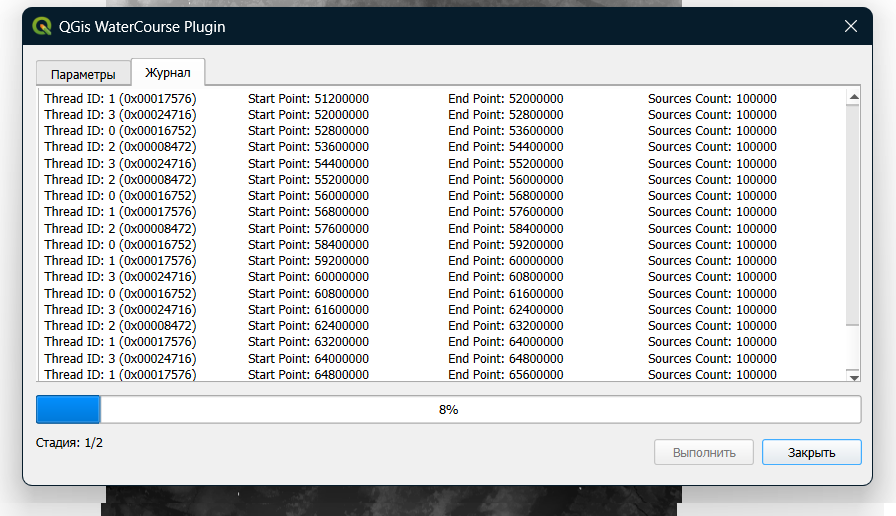 QGis WaterCourse Plugin
Параметры Журнал
Thread ID: 1 (0x00017576) Start Point: 51200000 End Point: 52000000 Sources Count: 100000
Thread ID: 3 (0x00024716) Start Point: 52000000 End Point: 52800000 Sources Count: 100000
Thread ID: 0 (0x00016752) Start Point: 52800000 End Point: 53600000 Sources Count: 100000
Thread ID: 2 (0x00008472) Start Point: 53600000 End Point: 54400000 Sources Count: 100000
Thread ID: 3 (0x00024716) Start Point: 54400000 End Point: 55200000 Sources Count: 100000
Thread ID: 2 (0x00008472) Start Point: 55200000 End Point: 56000000 Sources Count: 100000
Thread ID: 0 (0x00016752) Start Point: 56000000 End Point: 56800000 Sources Count: 100000
Thread ID: 1 (0x00017576) Start Point: 56800000 End Point: 57600000 Sources Count: 100000
Thread ID: 2 (0x00008472) Start Point: 57600000 End Point: 58400000 Sources Count: 100000
Thread ID: 0 (0x00016752) Start Point: 58400000 End Point: 59200000 Sources Count: 100000
Thread ID: 1 (0x00017576) Start Point: 59200000 End Point: 60000000 Sources Count: 100000
Thread ID: 3 (0x00024716) Start Point: 60000000 End Point: 60800000 Sources Count: 100000
Thread ID: 0 (0x00016752) Start Point: 60800000 End Point: 61600000 Sources Count: 100000
Thread ID: 3 (0x00024716) Start Point: 61600000 End Point: 62400000 Sources Count: 100000
Thread ID: 2 (0x00008472) Start Point: 62400000 End Point: 63200000 Sources Count: 100000
Thread ID: 1 (0x00017576) Start Point: 63200000 End Point: 64000000 Sources Count: 100000
Thread ID: 3 (0x00024716) Start Point: 64000000 End Point: 64800000 Sources Count: 100000
Thread ID: 1 (0x00017576) Start Point: 64800000 End Point: 65600000 Sources Count: 100000
8%
Стадия: 1/2
Выполнить Закрыть